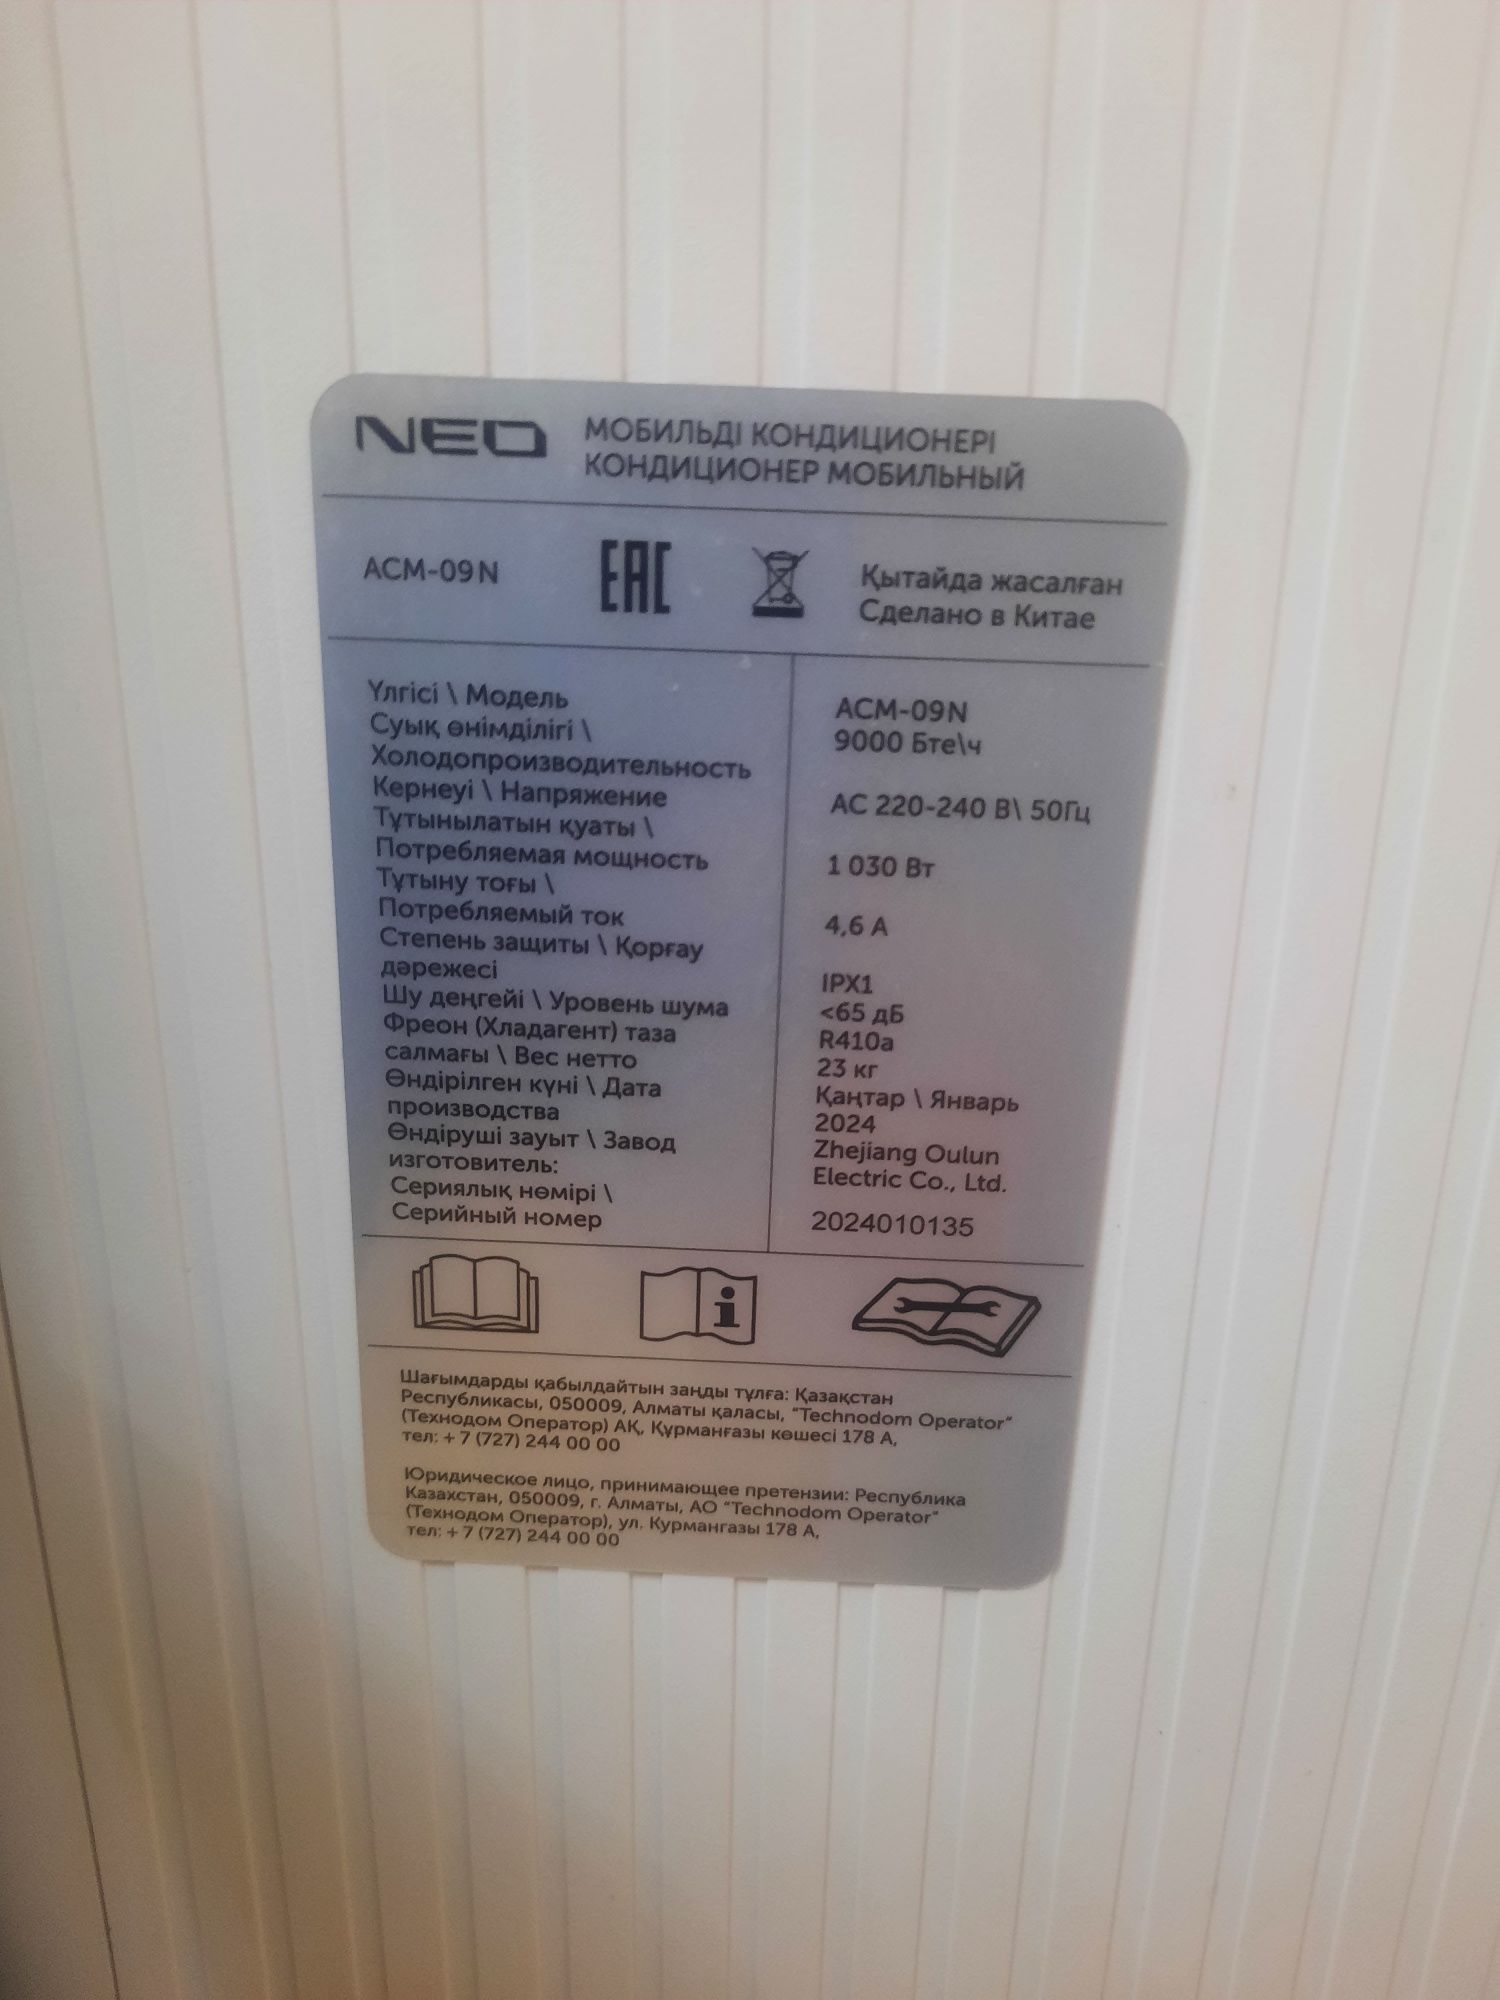 NEO
МОБИЛЬДІ КОНДИЦИОНЕРІ
КОНДИЦИОНЕР МОБИЛЬНЫЙ
ACM-09N
EAC
Қытайда жасалған
Сделано в Китае
Үлгісі \ Модель
ACM-09N
Суық өнімділігі \
9000 Бте\ч
Холодопроизводительность
Кернеуі \ Напряжение
AC 220-240 В\ 50Гц
Тұтынылатын қуаты \
Потребляемая мощность
1 030 Вт
Тұтыну тоғы \
Потребляемый ток
4,6 А
Степень защиты \ Қорғау
дәрежесі
IPX1
Шу деңгейі \ Уровень шума
<65 дБ
Фреон (Хладагент) таза
R410a
салмағы \ Вес нетто
23 кг
Өндірілген күні \ Дата
Қаңтар \ Январь
производства
2024
Өндіруші зауыт \ Завод
Zhejiang Oulun
изготовитель:
Electric Co., Ltd.
Сериялық нөмірі \
Серийный номер
2024010135
i
Шағымдарды қабылдайтын заңды тұлға: Қазақстан
Республикасы, 050009, Алматы қаласы, "Technodom Operator"
(Технодом Оператор) АҚ, Құрманғазы көшесі 178 А,
тел: + 7 (727) 244 00 00
Юридическое лицо, принимающее претензии: Республика
Казахстан, 050009, г. Алматы, АО "Technodom Operator"
(Технодом Оператор), ул. Курмангазы 178 А,
тел: + 7 (727) 244 00 00